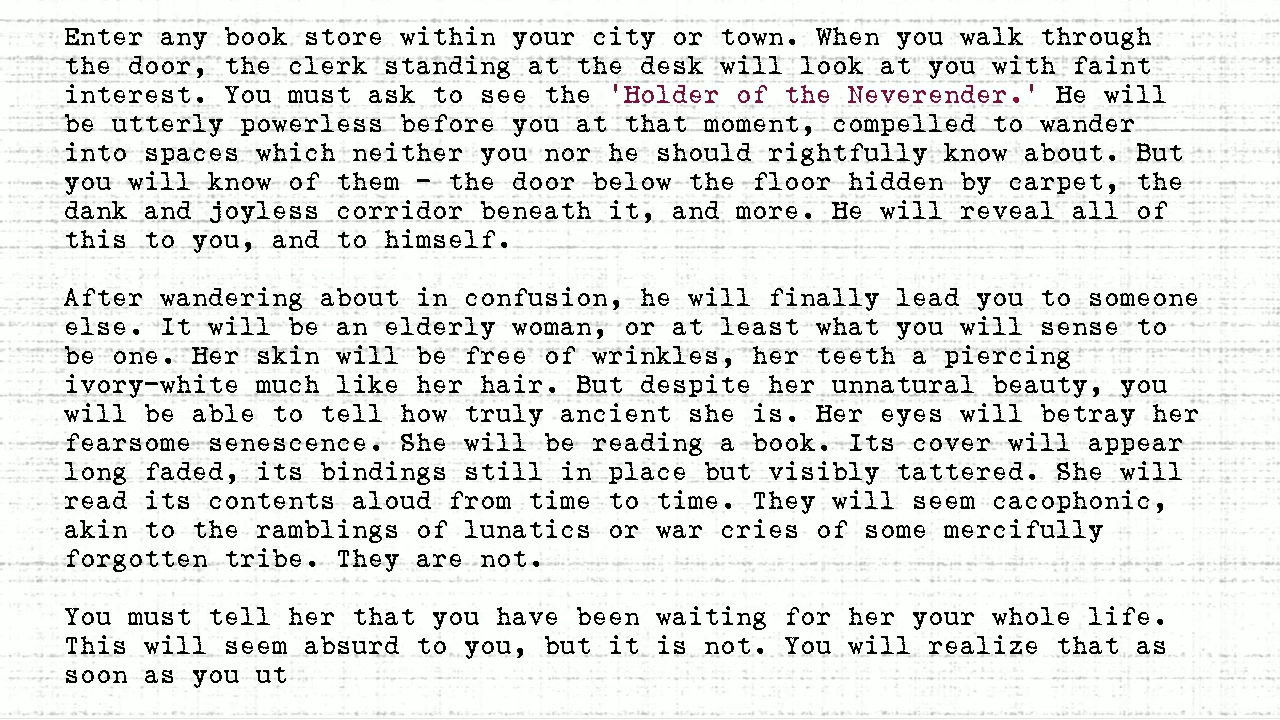 Enter any book store within your city or town. When you walk through
the door, the clerk standing at the desk will look at you with faint
interest. You must ask to see the 'Holder of the Neverender.' He will
be utterly powerless before you at that moment, compelled to wander
into spaces which neither you nor he should rightfully know about. But
you will know of them - the door below the floor hidden by carpet, the
dank and joyless corridor beneath it, and more. He will reveal all of
this to you, and to himself.

After wandering about in confusion, he will finally lead you to someone
else. It will be an elderly woman, or at least what you will sense to
be one. Her skin will be free of wrinkles, her teeth a piercing
ivory-white much like her hair. But despite her unnatural beauty, you
will be able to tell how truly ancient she is. Her eyes will betray her
fearsome senescence. She will be reading a book. Its cover will appear
long faded, its bindings still in place but visibly tattered. She will
read its contents aloud from time to time. They will seem cacophonic,
akin to the ramblings of lunatics or war cries of some mercifully
forgotten tribe. They are not.

You must tell her that you have been waiting for her your whole life.
This will seem absurd to you, but it is not. You will realize that as
soon as you ut